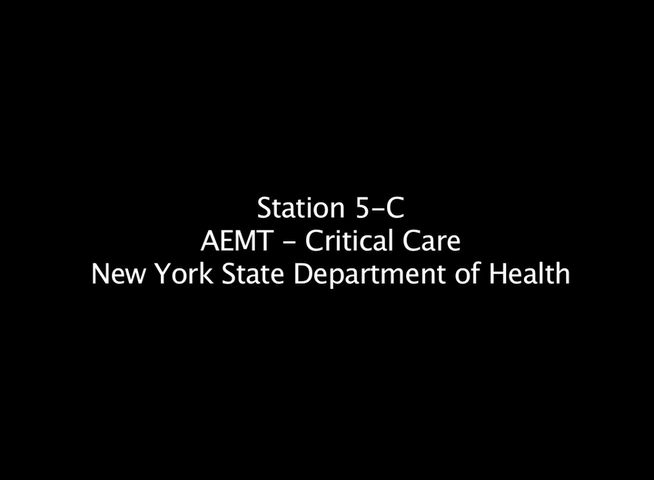 Station 5-C
AEMT - Critical Care
New York State Department of Health